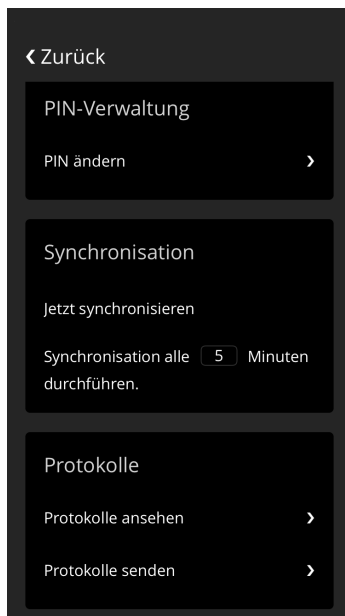 Zurück
PIN-Verwaltung
PIN ändern
Synchronisation
Jetzt synchronisieren
Synchronisation alle 5 Minuten
durchführen.
Protokolle
Protokolle ansehen
Protokolle senden